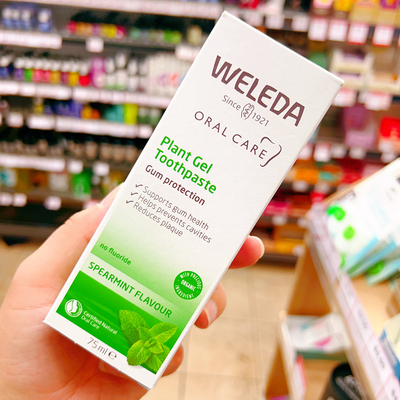 WELEDA
Since 1921
ORAL CARE
Plant Gel
Toothpaste
Gum protection
✓ Supports gum health
✓ Helps prevents cavities
✓ Reduces plaque
no fluoride
SPEARMINT FLAVOUR
ORGANIC
Certified Natural
Oral Care
75 ml e